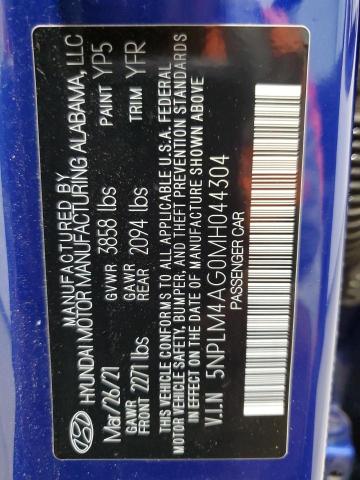 MANUFACTURED BY
HYUNDAI MOTOR MANUFACTURING ALABAMA, LLC
Mar/26/21 GVWR 3858 lbs PAINT YP5
GAWR FRONT 2271 lbs GAWR REAR 2094 lbs TRIM YFR
THIS VEHICLE CONFORMS TO ALL APPLICABLE U.S.A. FEDERAL
MOTOR VEHICLE SAFETY, BUMPER, AND THEFT PREVENTION STANDARDS
IN EFFECT ON THE DATE OF MANUFACTURE SHOWN ABOVE
V.I.N 5NPLM4AG0MH044304
PASSENGER CAR